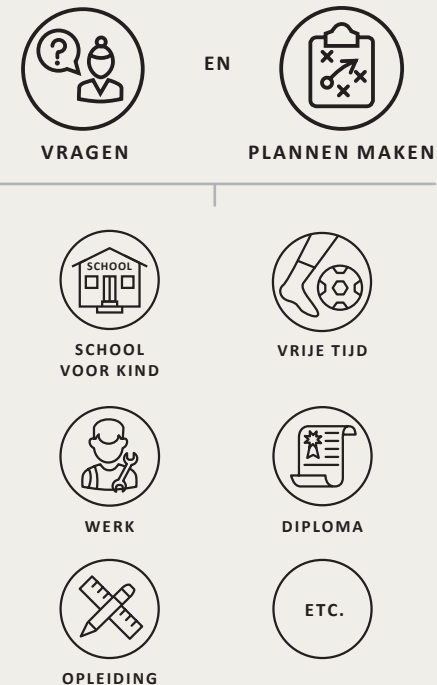 ?
EN
VRAGEN
PLANNEN MAKEN
SCHOOL
SCHOOL
VOOR KIND
VRIJE TIJD
WERK
DIPLOMA
OPLEIDING
ETC.